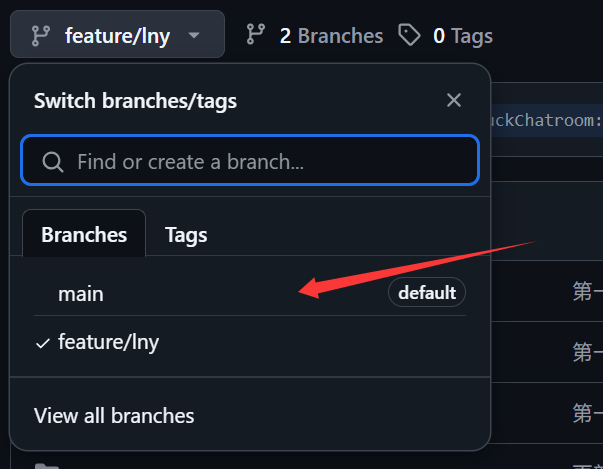 feature/lny
2 Branches
0 Tags
Switch branches/tags
uckChatroom:
Find or create a branch...
Branches
Tags
main
default
第一
feature/lny
第一
View all branches
第一